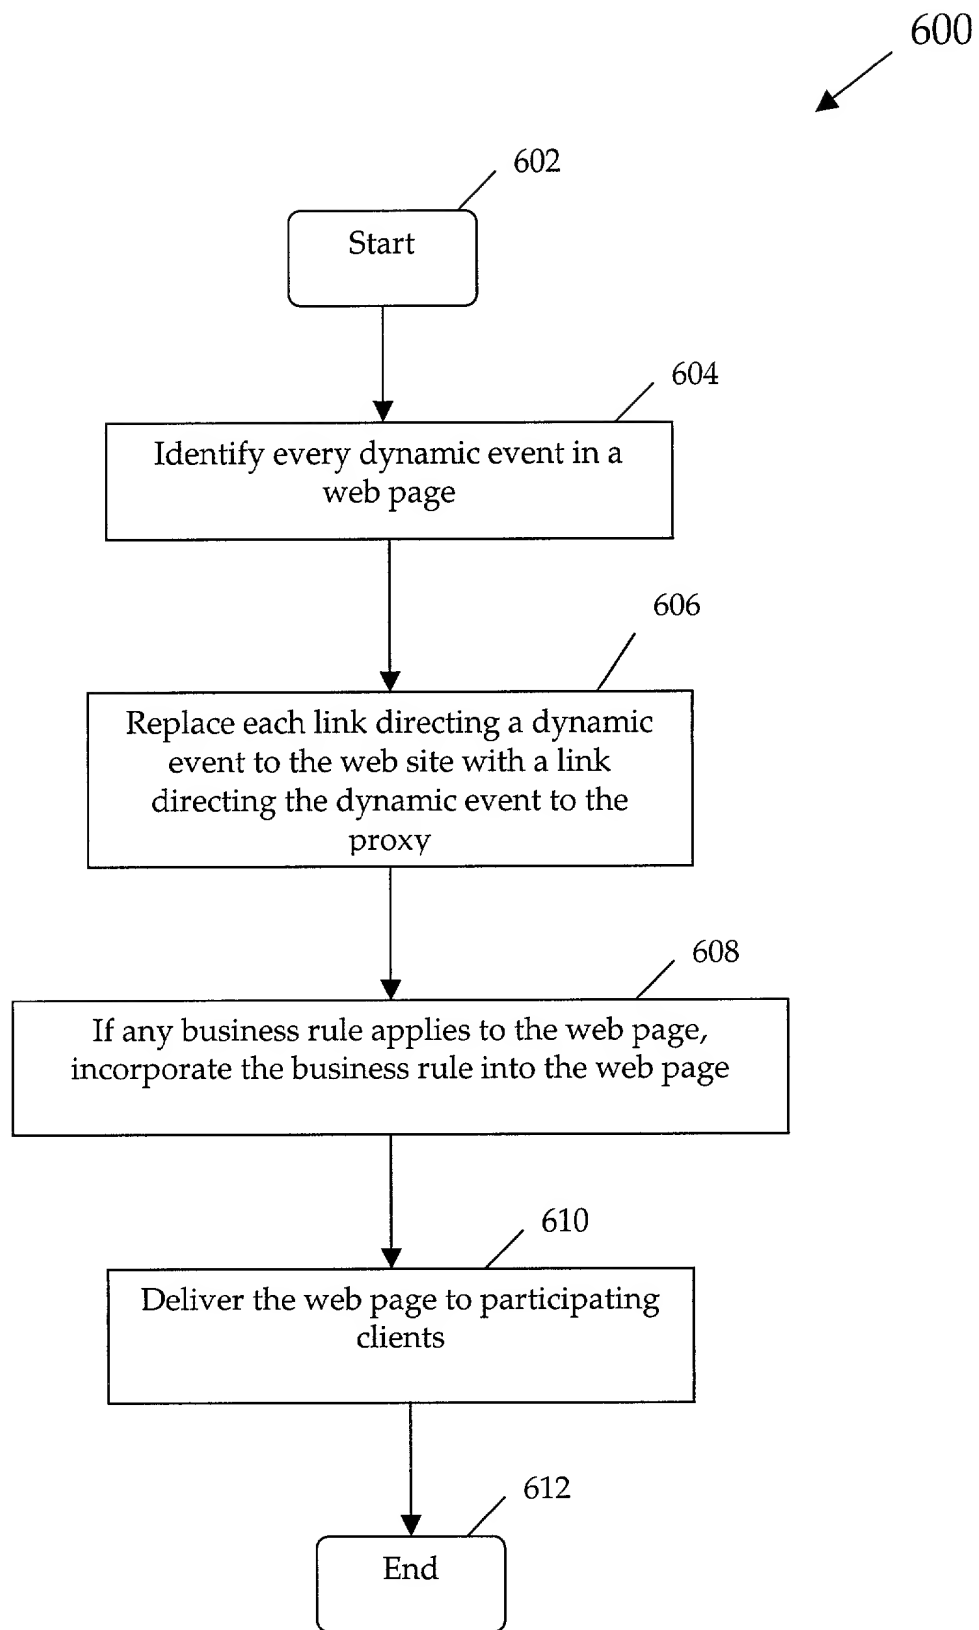 600
602
Start
604
Identify every dynamic event in a
web page
606
Replace each link directing a dynamic
event to the web site with a link
directing the dynamic event to the
proxy
608
If any business rule applies to the web page,
incorporate the business rule into the web page
610
Deliver the web page to participating
clients
612
End